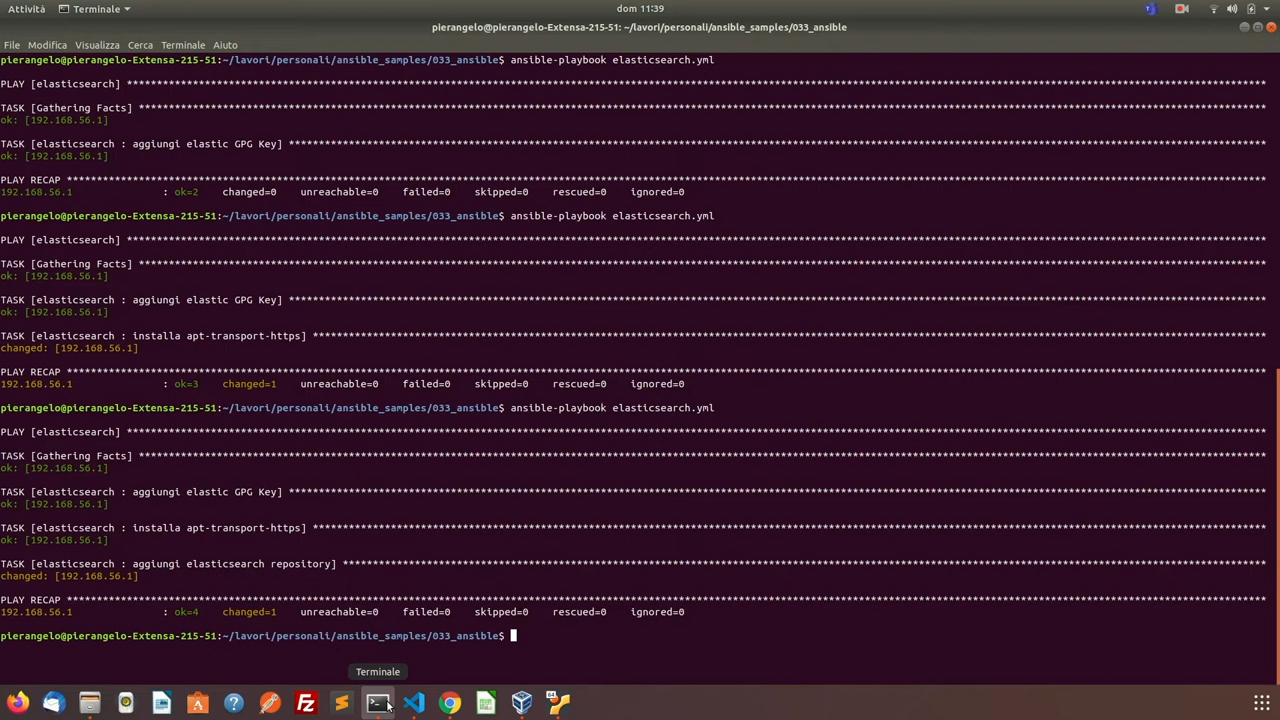 Attività Terminale dom 11:39
pierangelo@pierangelo-Extensa-215-51: ~/lavori/personali/ansible_samples/033_ansible
File Modifica Visualizza Cerca Terminale Aiuto
pierangelo@pierangelo-Extensa-215-51:~/lavori/personali/ansible_samples/033_ansible$ ansible-playbook elasticsearch.yml
PLAY [elasticsearch] ****************************************************************
TASK [Gathering Facts] ****************************************************************
ok: [192.168.56.1]
TASK [elasticsearch : aggiungi elastic GPG Key] ****************************************************************
ok: [192.168.56.1]
PLAY RECAP ****************************************************************
192.168.56.1 : ok=2 changed=0 unreachable=0 failed=0 skipped=0 rescued=0 ignored=0
pierangelo@pierangelo-Extensa-215-51:~/lavori/personali/ansible_samples/033_ansible$ ansible-playbook elasticsearch.yml
PLAY [elasticsearch] ****************************************************************
TASK [Gathering Facts] ****************************************************************
ok: [192.168.56.1]
TASK [elasticsearch : aggiungi elastic GPG Key] ****************************************************************
ok: [192.168.56.1]
TASK [elasticsearch : installa apt-transport-https] ****************************************************************
changed: [192.168.56.1]
PLAY RECAP ****************************************************************
192.168.56.1 : ok=3 changed=1 unreachable=0 failed=0 skipped=0 rescued=0 ignored=0
pierangelo@pierangelo-Extensa-215-51:~/lavori/personali/ansible_samples/033_ansible$ ansible-playbook elasticsearch.yml
PLAY [elasticsearch] ****************************************************************
TASK [Gathering Facts] ****************************************************************
ok: [192.168.56.1]
TASK [elasticsearch : aggiungi elastic GPG Key] ****************************************************************
ok: [192.168.56.1]
TASK [elasticsearch : installa apt-transport-https] ****************************************************************
ok: [192.168.56.1]
TASK [elasticsearch : aggiungi elasticsearch repository] ****************************************************************
changed: [192.168.56.1]
PLAY RECAP ****************************************************************
192.168.56.1 : ok=4 changed=1 unreachable=0 failed=0 skipped=0 rescued=0 ignored=0
pierangelo@pierangelo-Extensa-215-51:~/lavori/personali/ansible_samples/033_ansible$
Terminale